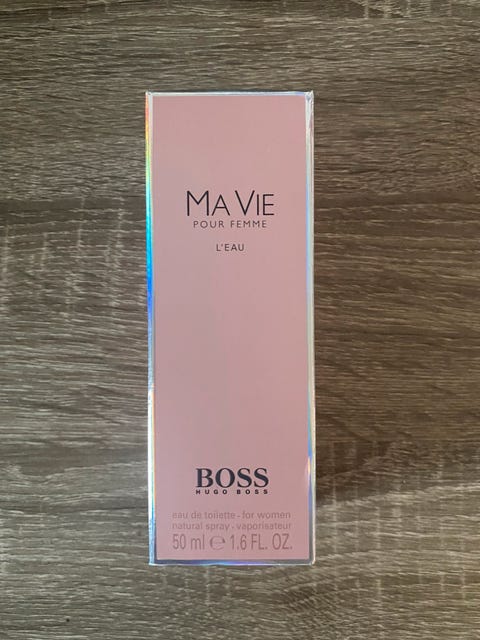 MA VIE
POUR FEMME
L'EAU
BOSS
HUGO BOSS
eau de toilette - for women
natural spray - vaporisateur
50 ml ℮ 1.6 FL. OZ.